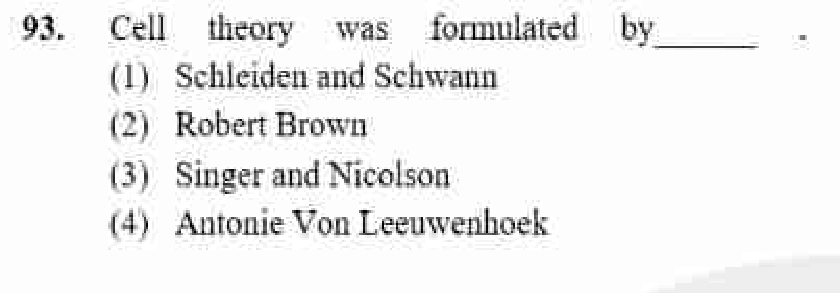 93. Cell theory was formulated by______ .
(1) Schleiden and Schwann
(2) Robert Brown
(3) Singer and Nicolson
(4) Antonie Von Leeuwenhoek